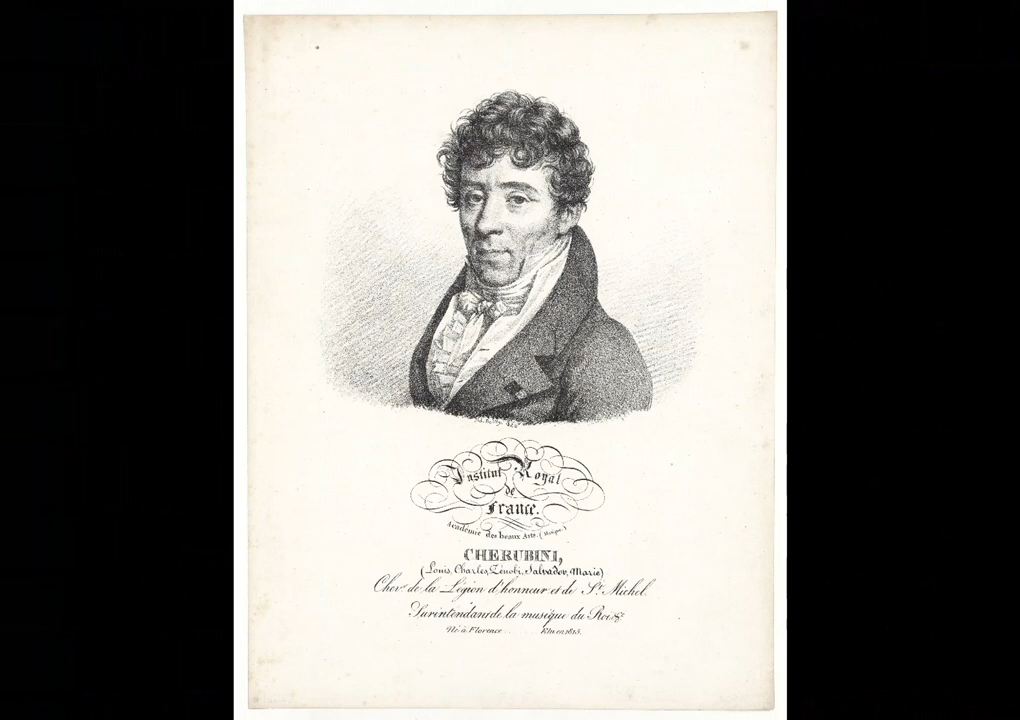 Institut Royal
de
France.
Académie des beaux Arts. (Musique.)
CHERUBINI,
(Louis, Charles, Zénobi, Salvador, Marie)
Chevr. de la Légion d'honneur et de St. Michel.
Surintendant de la musique du Roi &c
Né à Florence . . . . . . . Elu en 1815.